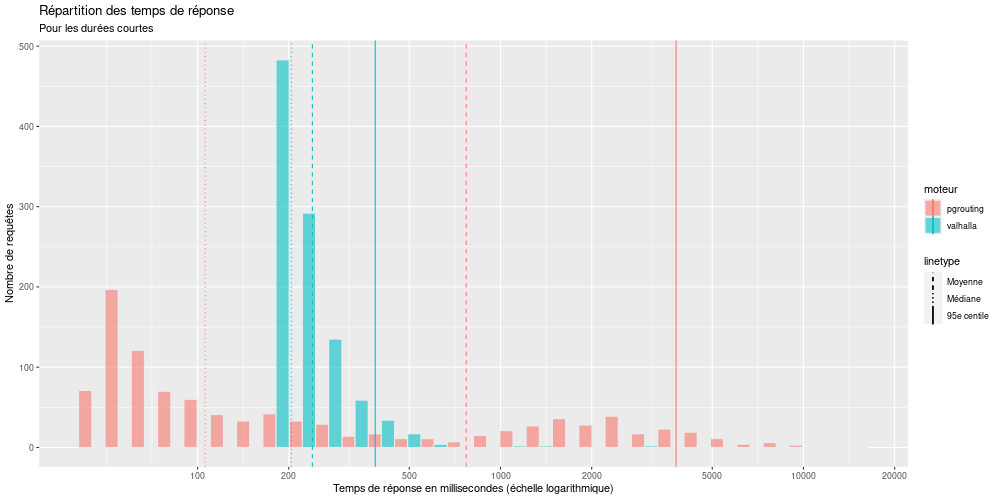 Répartition des temps de réponse
Pour les durées courtes
500
400
300
200
100
0
Nombre de requêtes
100
200
500
1000
2000
5000
10000
20000
Temps de réponse en millisecondes (échelle logarithmique)
moteur
pgrouting
valhalla
linetype
Moyenne
Médiane
95e centile